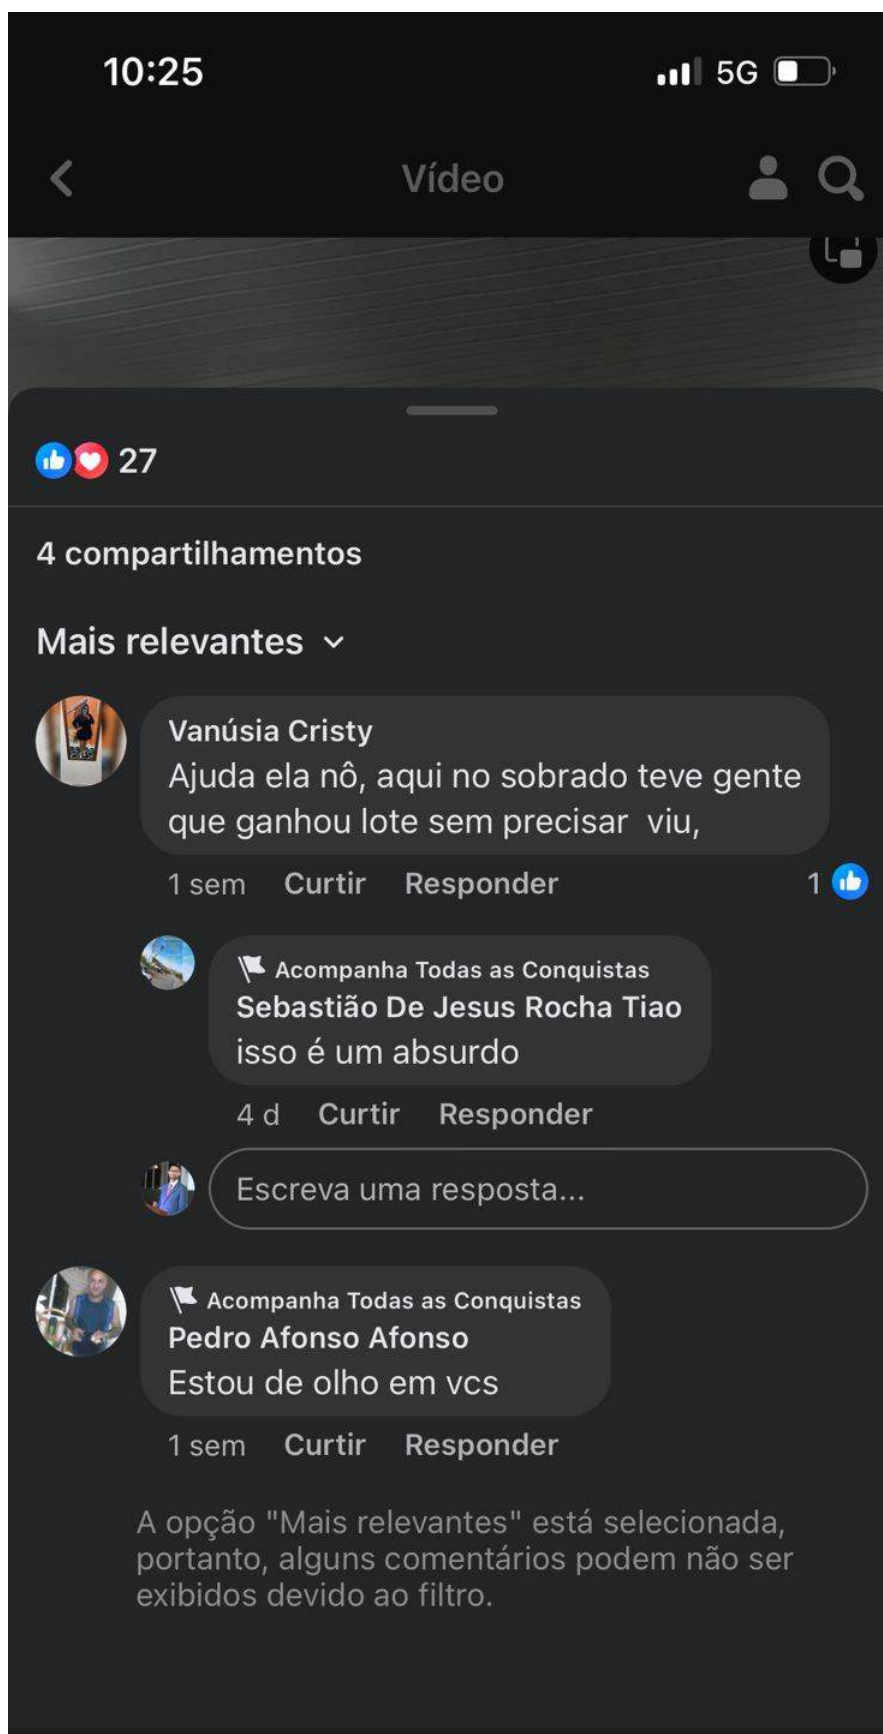 10:25
5G
Vídeo
27
4 compartilhamentos
Mais relevantes
Vanúsia Cristy
Ajuda ela nô, aqui no sobrado teve gente
que ganhou lote sem precisar  viu,
1 sem Curtir Responder 1
Acompanha Todas as Conquistas
Sebastião De Jesus Rocha Tiao
isso é um absurdo
4 d Curtir Responder
Escreva uma resposta...
Acompanha Todas as Conquistas
Pedro Afonso Afonso
Estou de olho em vcs
1 sem Curtir Responder
A opção "Mais relevantes" está selecionada,
portanto, alguns comentários podem não ser
exibidos devido ao filtro.